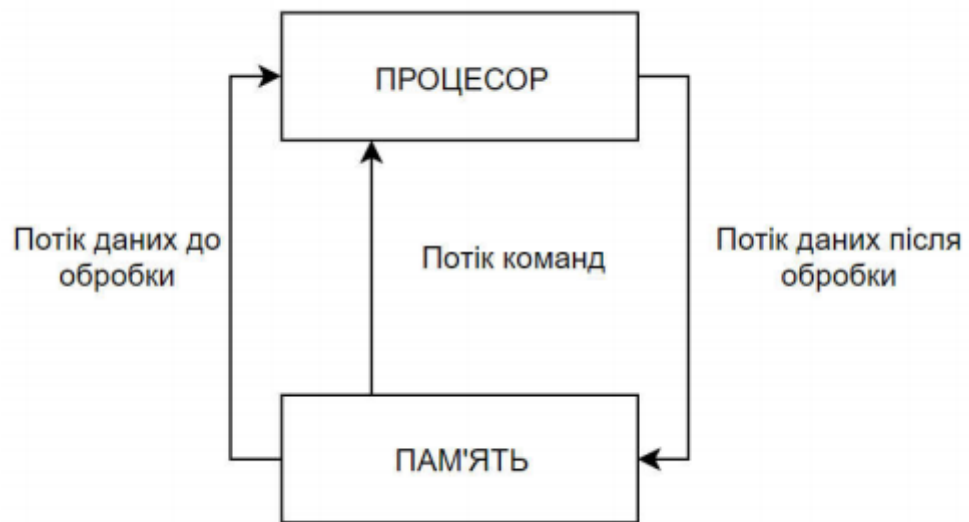 ПРОЦЕСОР
Потік даних до
обробки
Потік команд
Потік даних після
обробки
ПАМ'ЯТЬ